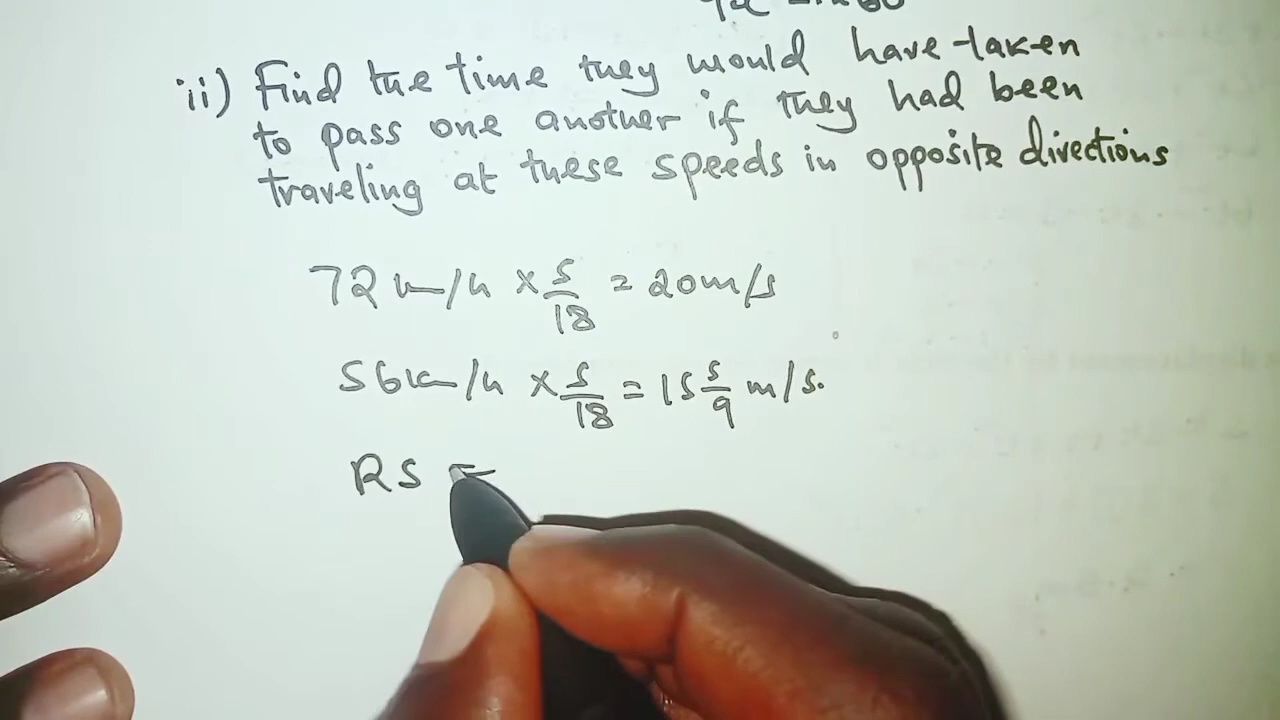 ii) Find the time they would have taken
to pass one another if they had been
traveling at these speeds in opposite directions
72 km/h × 5/18 = 20m/s
56km/h × 5/18 = 15 5/9 m/s.
RS =